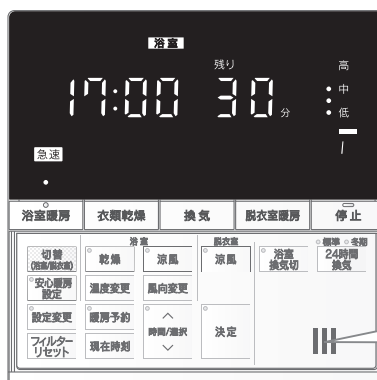 浴室
残り
高
17:00 30分
中
低
急速
浴室暖房 衣類乾燥 換気 脱衣室暖房 停止
浴室 脱衣室 標準 冬期
切替 乾燥 涼風 涼風 浴室 24時間
(浴室/脱衣室) 換気切 換気
安心暖房 温度変更 風向変更
設定
設定変更 暖房予約 時間/選択 決定
フィルター 現在時刻
リセット